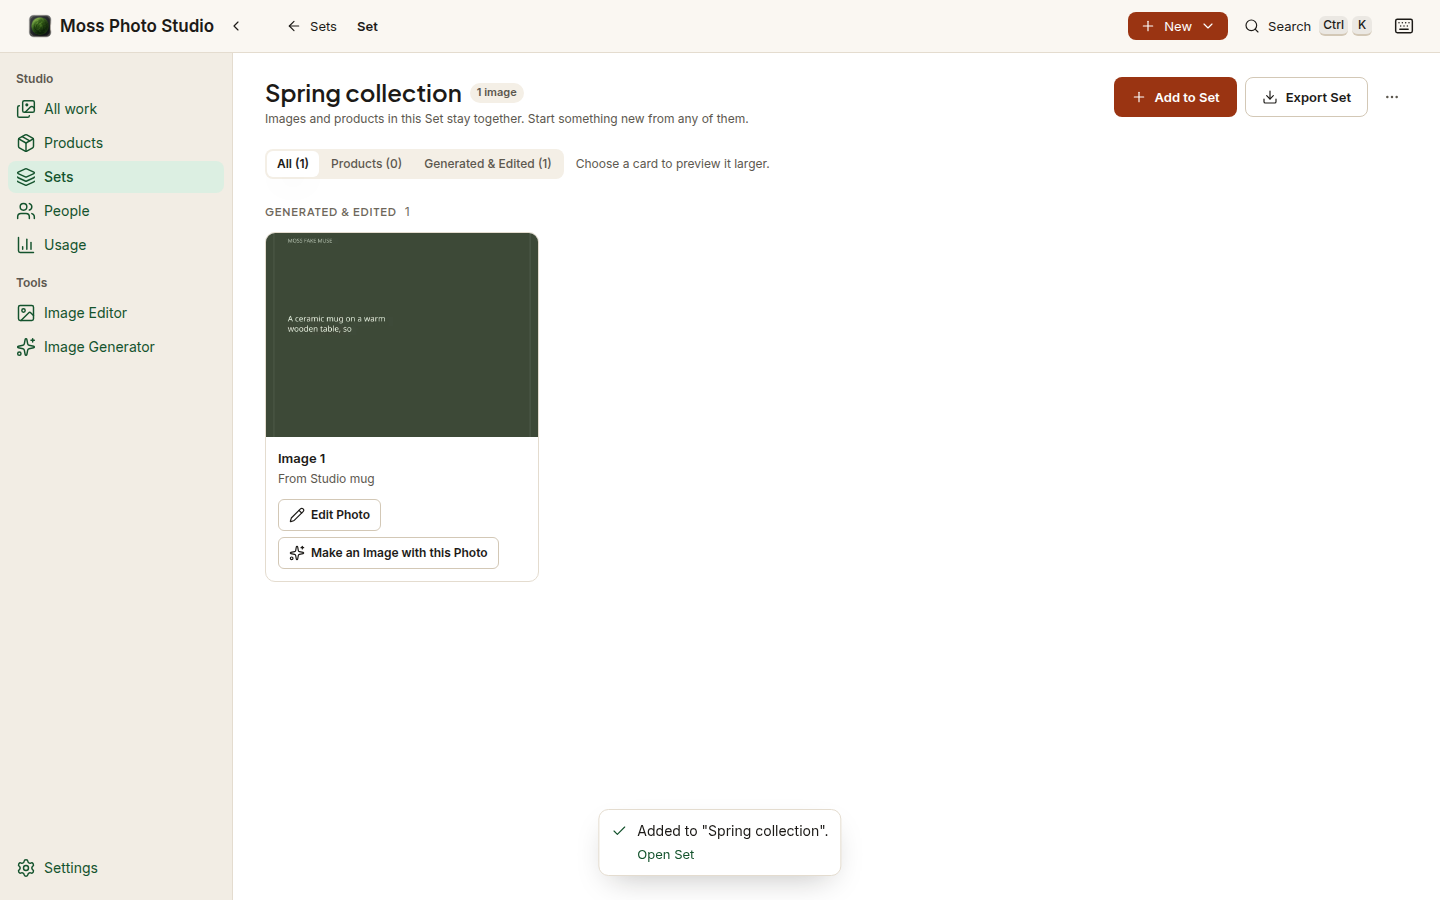 Moss Photo Studio
Sets
Set
New
Search
Ctrl
K
Studio
All work
Products
Sets
People
Usage
Tools
Image Editor
Image Generator
Settings
Spring collection
1 image
Images and products in this Set stay together. Start something new from any of them.
Add to Set
Export Set
All (1)
Products (0)
Generated & Edited (1)
Choose a card to preview it larger.
GENERATED & EDITED 1
MOSS FAKE MUSE
A ceramic mug on a warm
wooden table, so
Image 1
From Studio mug
Edit Photo
Make an Image with this Photo
Added to "Spring collection".
Open Set